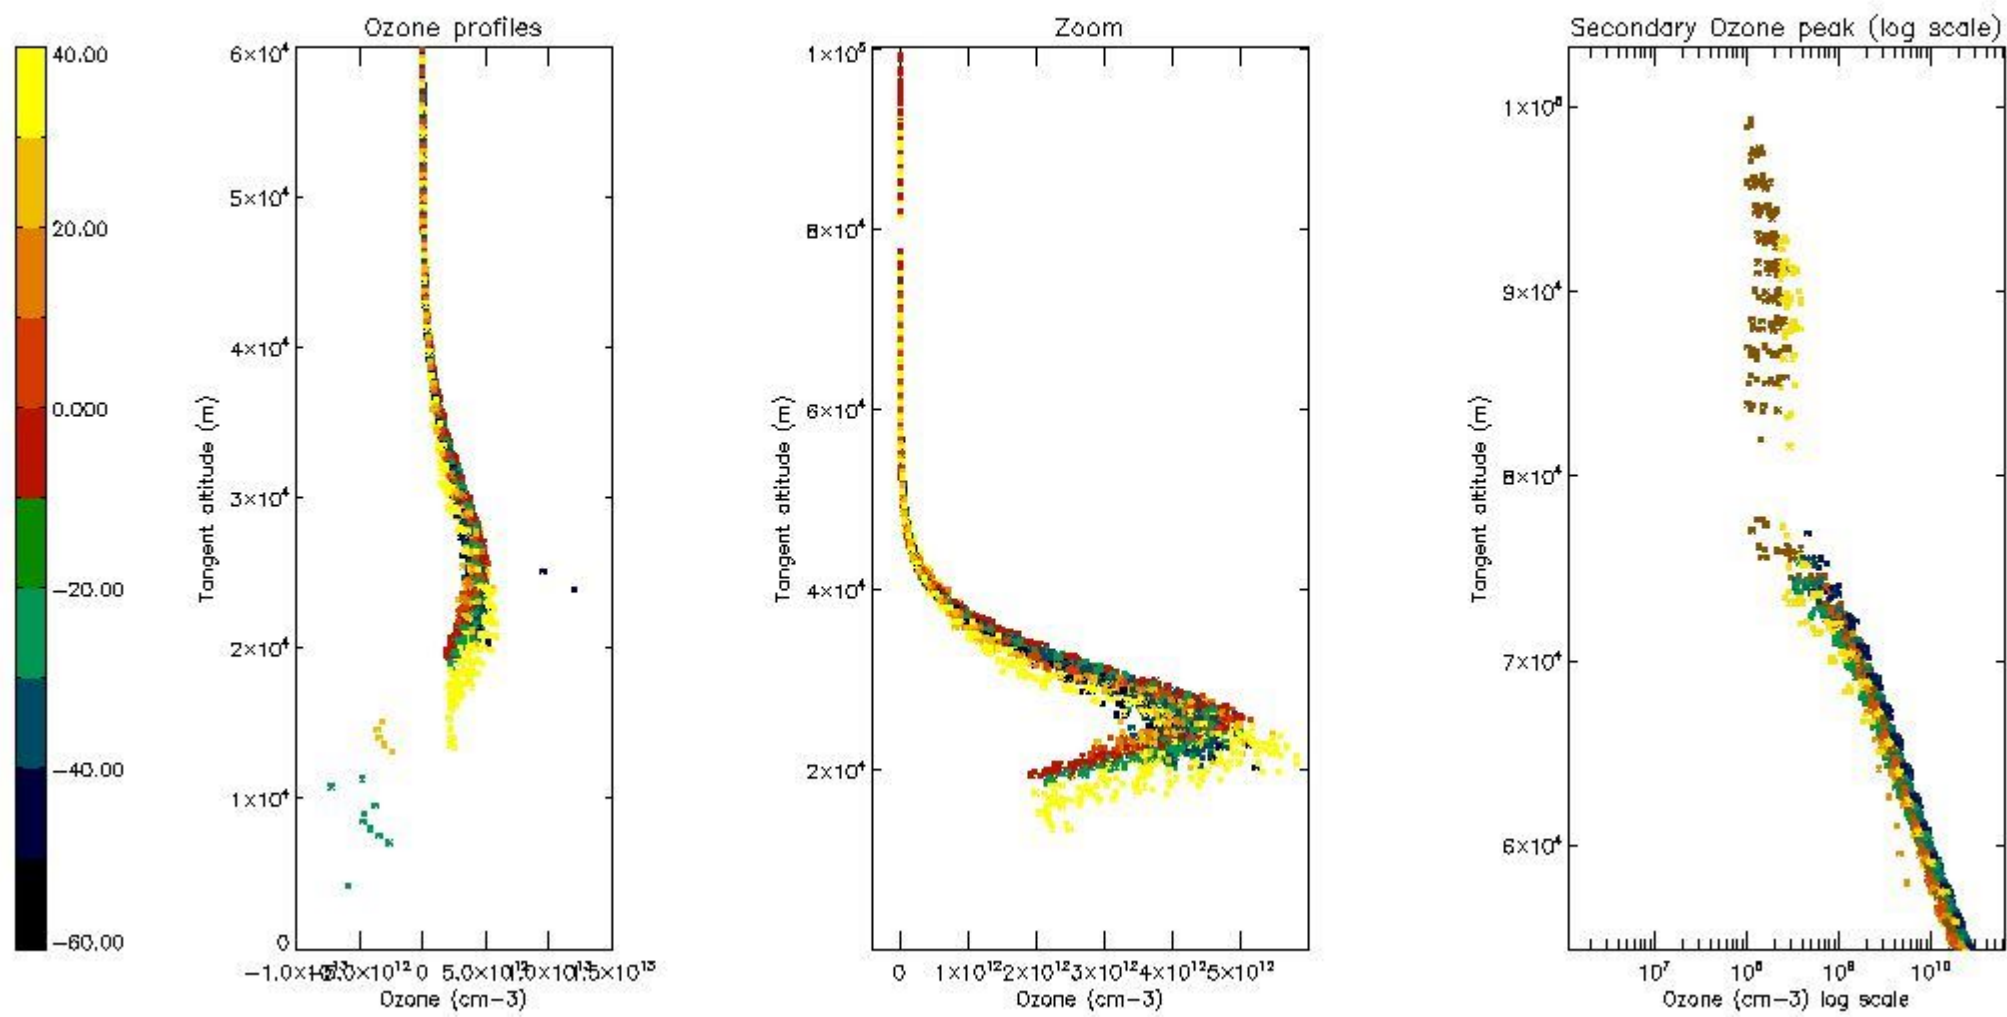 Ozone profiles
Zoom
Secondary Ozone peak (log scale)
40.00
20.00
0.000
−20.00
−40.00
−60.00
6×10⁴
5×10⁴
4×10⁴
3×10⁴
2×10⁴
1×10⁴
0
Tangent altitude (m)
0
Ozone (cm−3)
1×10⁵
8×10⁴
6×10⁴
4×10⁴
2×10⁴
Tangent altitude (m)
0 1×10¹² 2×10¹² 3×10¹² 4×10¹² 5×10¹²
Ozone (cm−3)
9×10⁴
8×10⁴
7×10⁴
6×10⁴
Tangent altitude (m)
10⁷ 10⁸ 10⁹ 10¹⁰
Ozone (cm−3) log scale